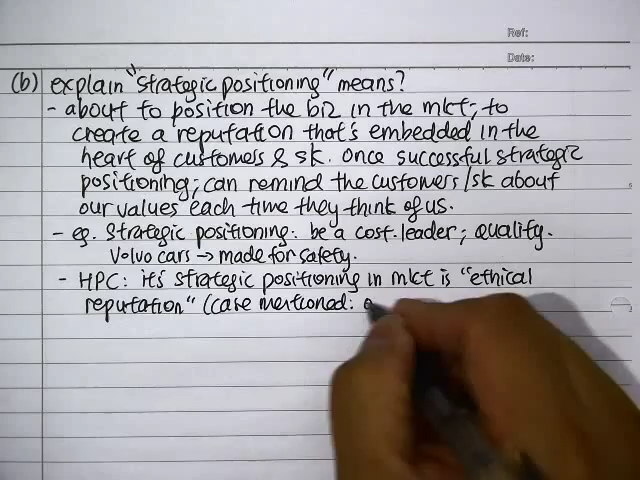 Ref:
Date:
(b) explain "strategic positioning" means?
- about to position the biz in the mkt; to
create a reputation that's embedded in the
heart of customers & sk. Once successful strategic
positioning; can remind the customers/sk about
our values each time they think of us.
- eg. Strategic positioning: be a cost-leader; quality.
Volvo cars → made for safety.
- HPC: it's strategic positioning in mkt is "ethical
reputation" (case mentioned: